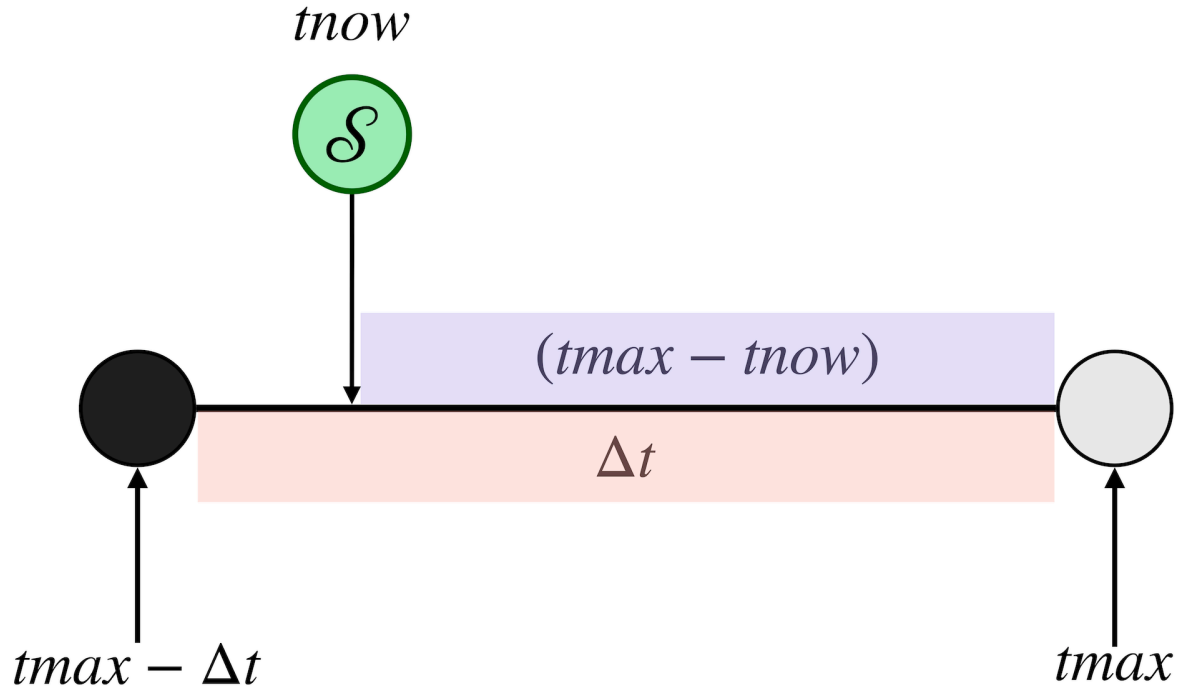 tnow
𝒮
(tmax − tnow)
Δt
tmax − Δt
tmax